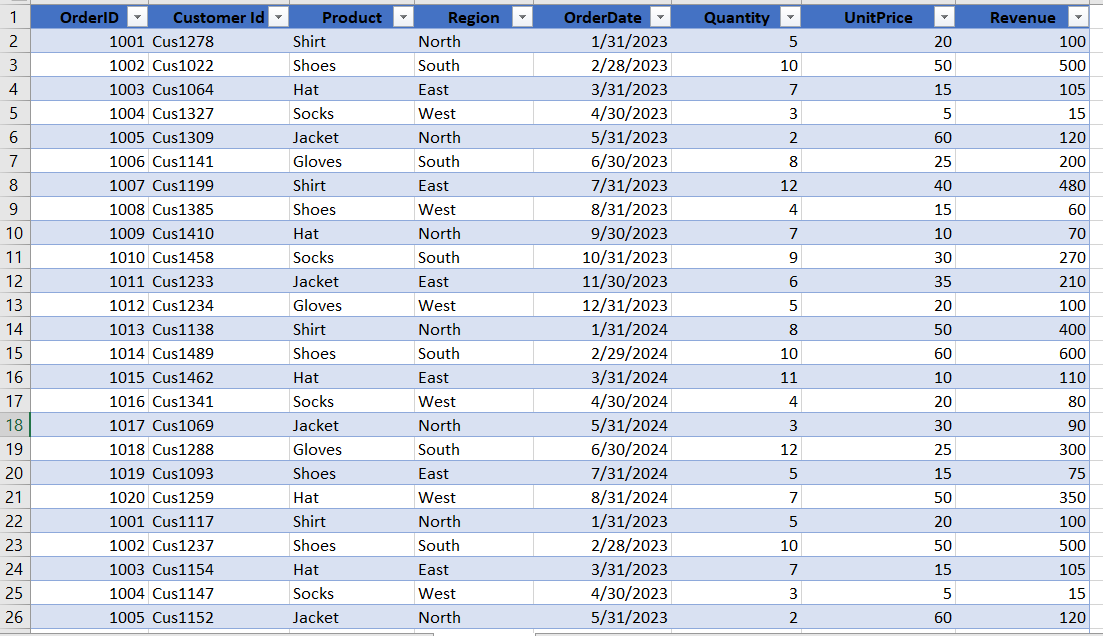 1 OrderID Customer Id Product Region OrderDate Quantity UnitPrice Revenue
2 1001 Cus1278 Shirt North 1/31/2023 5 20 100
3 1002 Cus1022 Shoes South 2/28/2023 10 50 500
4 1003 Cus1064 Hat East 3/31/2023 7 15 105
5 1004 Cus1327 Socks West 4/30/2023 3 5 15
6 1005 Cus1309 Jacket North 5/31/2023 2 60 120
7 1006 Cus1141 Gloves South 6/30/2023 8 25 200
8 1007 Cus1199 Shirt East 7/31/2023 12 40 480
9 1008 Cus1385 Shoes West 8/31/2023 4 15 60
10 1009 Cus1410 Hat North 9/30/2023 7 10 70
11 1010 Cus1458 Socks South 10/31/2023 9 30 270
12 1011 Cus1233 Jacket East 11/30/2023 6 35 210
13 1012 Cus1234 Gloves West 12/31/2023 5 20 100
14 1013 Cus1138 Shirt North 1/31/2024 8 50 400
15 1014 Cus1489 Shoes South 2/29/2024 10 60 600
16 1015 Cus1462 Hat East 3/31/2024 11 10 110
17 1016 Cus1341 Socks West 4/30/2024 4 20 80
18 1017 Cus1069 Jacket North 5/31/2024 3 30 90
19 1018 Cus1288 Gloves South 6/30/2024 12 25 300
20 1019 Cus1093 Shoes East 7/31/2024 5 15 75
21 1020 Cus1259 Hat West 8/31/2024 7 50 350
22 1001 Cus1117 Shirt North 1/31/2023 5 20 100
23 1002 Cus1237 Shoes South 2/28/2023 10 50 500
24 1003 Cus1154 Hat East 3/31/2023 7 15 105
25 1004 Cus1147 Socks West 4/30/2023 3 5 15
26 1005 Cus1152 Jacket North 5/31/2023 2 60 120